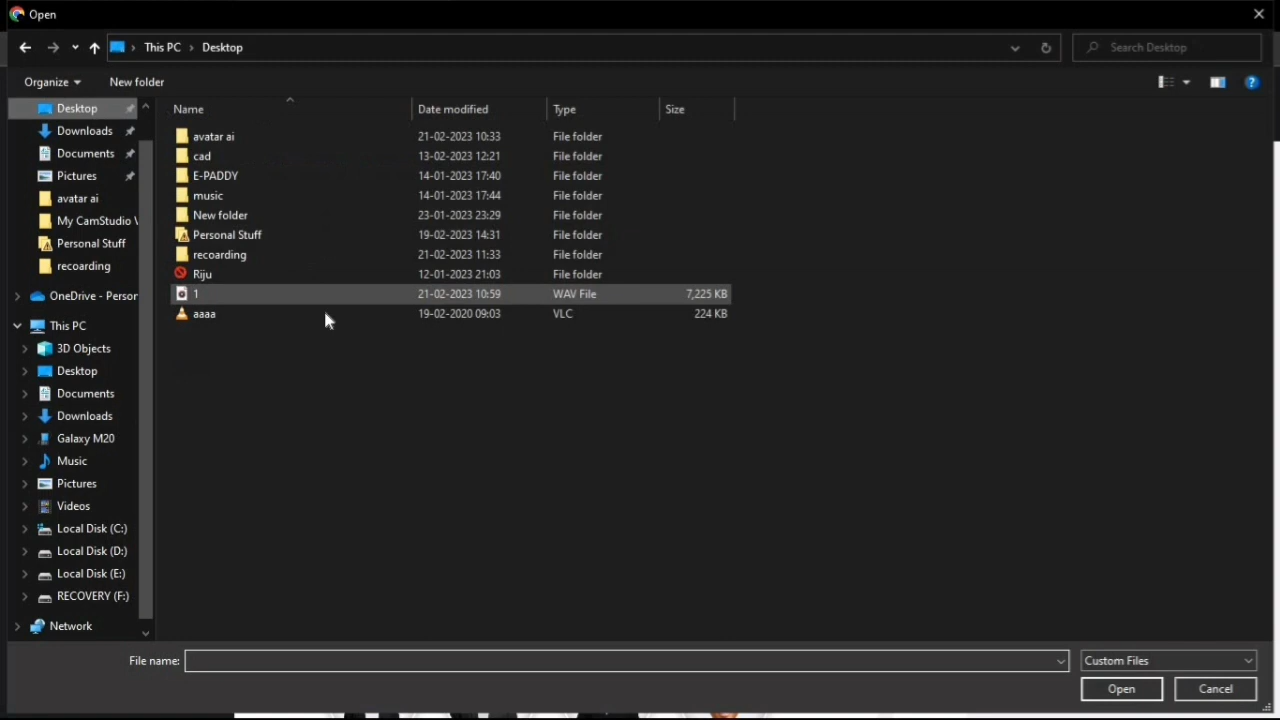 Open
This PC
Desktop
Search Desktop
Organize
New folder
Desktop
Downloads
Documents
Pictures
avatar ai
My CamStudio
Personal Stuff
recoarding
OneDrive - Person
This PC
3D Objects
Desktop
Documents
Downloads
Galaxy M20
Music
Pictures
Videos
Local Disk (C:)
Local Disk (D:)
Local Disk (E:)
RECOVERY (F:)
Network
Name Date modified Type Size
avatar ai 21-02-2023 10:33 File folder
cad 13-02-2023 12:21 File folder
E-PADDY 14-01-2023 17:40 File folder
music 14-01-2023 17:44 File folder
New folder 23-01-2023 23:29 File folder
Personal Stuff 19-02-2023 14:31 File folder
recoarding 21-02-2023 11:33 File folder
Riju 12-01-2023 21:03 File folder
1 21-02-2023 10:59 WAV File 7,225 KB
aaaa 19-02-2020 09:03 VLC 224 KB
File name:
Custom Files
Open
Cancel